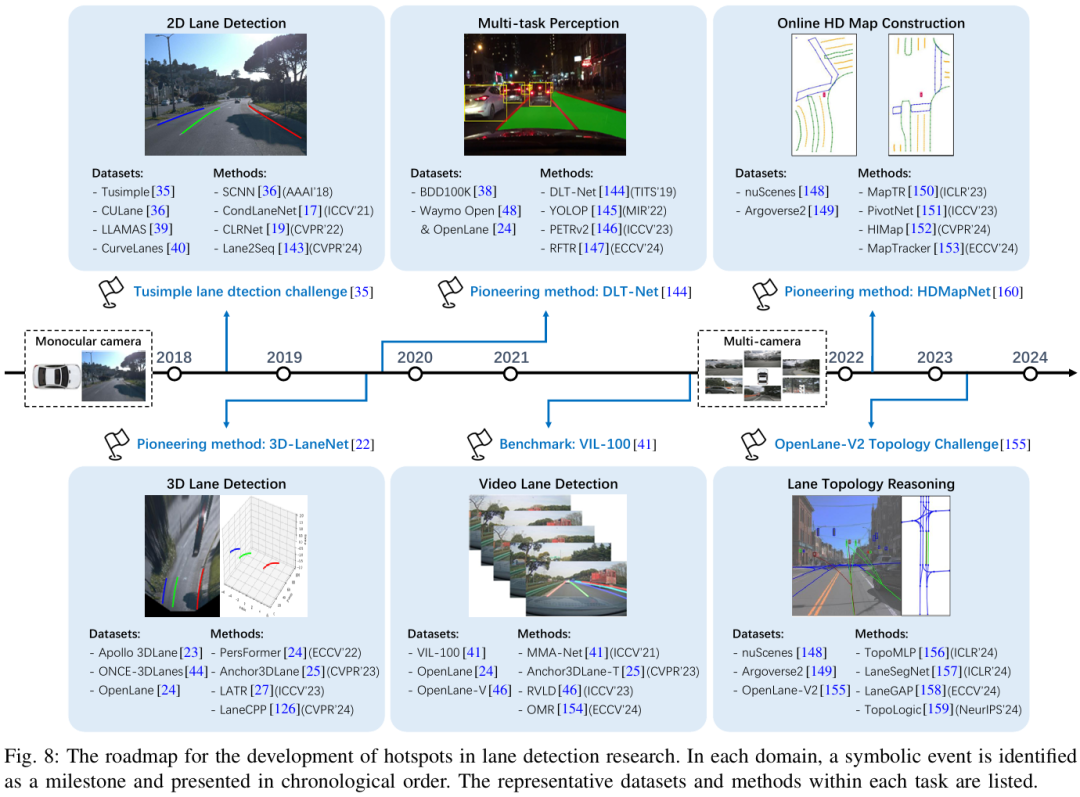 2D Lane Detection
Datasets:
- Tusimple [35]
- CULane [36]
- LLAMAS [39]
- CurveLanes [40]
Methods:
- SCNN [36] (AAAI'18)
- CondLaneNet [17](ICCV'21)
- CLRNet [19](CVPR'22)
- Lane2Seq [143](CVPR'24)
Multi-task Perception
Datasets:
- BDD100K [38]
- Waymo Open [48]
& OpenLane [24]
Methods:
- DLT-Net [144](TITS'19)
- YOLOP [145](MIR'22)
- PETRv2 [146](ICCV'23)
- RFTR [147](ECCV'24)
Online HD Map Construction
Datasets:
- nuScenes [148]
- Argoverse2 [149]
Methods:
- MapTR [150](ICLR'23)
- PivotNet [151](ICCV'23)
- HIMap [152](CVPR'24)
- MapTracker [153](ECCV'24)
Tusimple lane dtection challenge [35]
Pioneering method: DLT-Net [144]
Pioneering method: HDMapNet [160]
Monocular camera
2018
2019
2020
2021
Multi-camera
2022
2023
2024
Pioneering method: 3D-LaneNet [22]
Benchmark: VIL-100 [41]
OpenLane-V2 Topology Challenge[155]
3D Lane Detection
Datasets:
- Apollo 3DLane [23]
- ONCE-3DLanes [44]
- OpenLane [24]
Methods:
- PersFormer [24](ECCV'22)
- Anchor3DLane [25](CVPR'23)
- LATR [27](ICCV'23)
- LaneCPP [126](CVPR'24)
Video Lane Detection
Datasets:
- VIL-100 [41]
- OpenLane [24]
- OpenLane-V [46]
Methods:
- MMA-Net [41](ICCV'21)
- Anchor3DLane-T [25](CVPR'23)
- RVLD [46](ICCV'23)
- OMR [154](ECCV'24)
Lane Topology Reasoning
Datasets:
- nuScenes [148]
- Argoverse2 [149]
- OpenLane-V2 [155]
Methods:
- TopoMLP [156](ICLR'24)
- LaneSegNet [157](ICLR'24)
- LaneGAP [158](ECCV'24)
- TopoLogic [159](NeurIPS'24)
Fig. 8: The roadmap for the development of hotspots in lane detection research. In each domain, a symbolic event is identified
as a milestone and presented in chronological order. The representative datasets and methods within each task are listed.